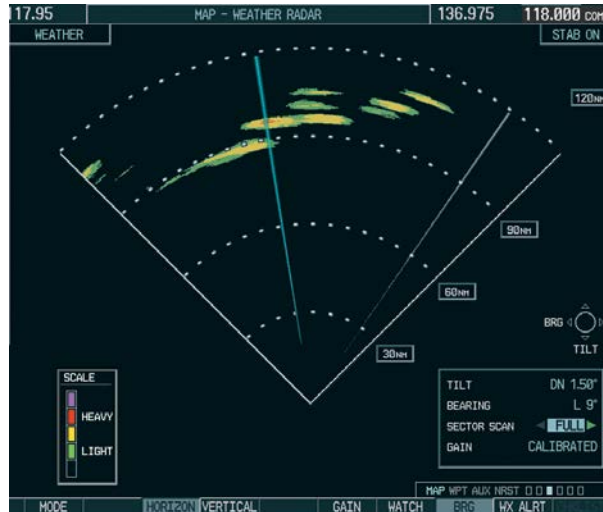 17.95 MAP – WEATHER RADAR 136.975 118.000 COM
WEATHER STAB ON
120NM
90NM
60NM
30NM
BRG
TILT
SCALE
HEAVY
LIGHT
TILT DN 1.50°
BEARING L 9°
SECTOR SCAN FULL
GAIN CALIBRATED
MAP WPT AUX NRST
MODE HORIZON VERTICAL GAIN WATCH BRG WX ALRT